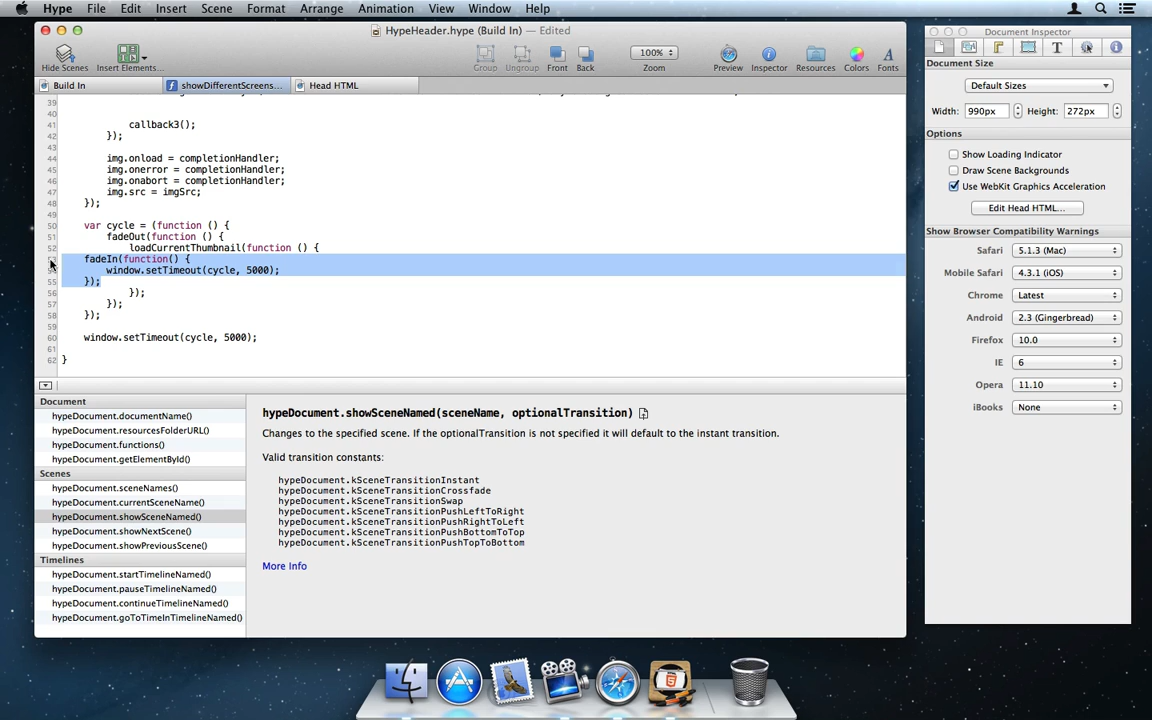 Hype File Edit Insert Scene Format Arrange Animation View Window Help
HypeHeader.hype (Build In) — Edited
Hide Scenes Insert Elements... Group Ungroup Front Back 100% Zoom Preview Inspector Resources Colors Fonts
Build In showDifferentScreens... Head HTML
39
40
41 callback3();
42 });
43
44 img.onload = completionHandler;
45 img.onerror = completionHandler;
46 img.onabort = completionHandler;
47 img.src = imgSrc;
48 });
49
50 var cycle = (function () {
51 fadeOut(function () {
52 loadCurrentThumbnail(function () {
fadeIn(function() {
window.setTimeout(cycle, 5000);
55 });
56 });
57 });
58 });
59
60 window.setTimeout(cycle, 5000);
61
62 }
Document
hypeDocument.documentName()
hypeDocument.resourcesFolderURL()
hypeDocument.functions()
hypeDocument.getElementById()
Scenes
hypeDocument.sceneNames()
hypeDocument.currentSceneName()
hypeDocument.showSceneNamed()
hypeDocument.showNextScene()
hypeDocument.showPreviousScene()
Timelines
hypeDocument.startTimelineNamed()
hypeDocument.pauseTimelineNamed()
hypeDocument.continueTimelineNamed()
hypeDocument.goToTimeInTimelineNamed()
hypeDocument.showSceneNamed(sceneName, optionalTransition)
Changes to the specified scene. If the optionalTransition is not specified it will default to the instant transition.
Valid transition constants:
hypeDocument.kSceneTransitionInstant
hypeDocument.kSceneTransitionCrossfade
hypeDocument.kSceneTransitionSwap
hypeDocument.kSceneTransitionPushLeftToRight
hypeDocument.kSceneTransitionPushRightToLeft
hypeDocument.kSceneTransitionPushBottomToTop
hypeDocument.kSceneTransitionPushTopToBottom
More Info
Document Inspector
Document Size
Default Sizes
Width: 990px Height: 272px
Options
Show Loading Indicator
Draw Scene Backgrounds
Use WebKit Graphics Acceleration
Edit Head HTML...
Show Browser Compatibility Warnings
Safari 5.1.3 (Mac)
Mobile Safari 4.3.1 (iOS)
Chrome Latest
Android 2.3 (Gingerbread)
Firefox 10.0
IE 6
Opera 11.10
iBooks None